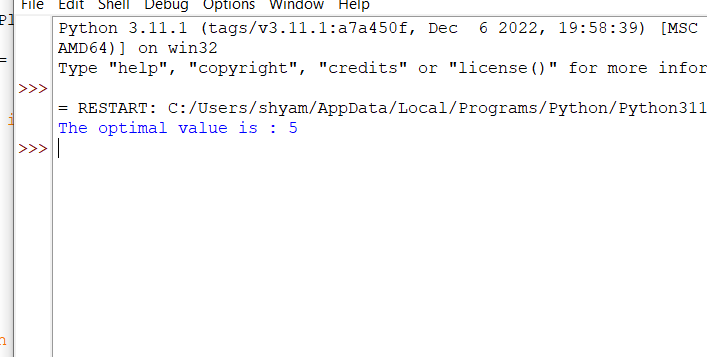 File Edit Shell Debug Options Window Help
Python 3.11.1 (tags/v3.11.1:a7a450f, Dec  6 2022, 19:58:39) [MSC
AMD64)] on win32
Type "help", "copyright", "credits" or "license()" for more infor
>>>
= RESTART: C:/Users/shyam/AppData/Local/Programs/Python/Python311
The optimal value is : 5
>>>